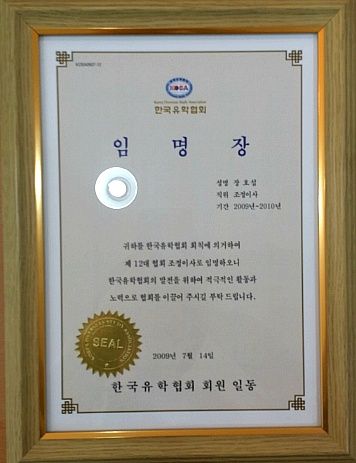 KOSA
Korea Overseas Study Association
한국유학협회
임 명 장
성명 장 호 섭
직위 조정이사
기간 2009년~2010년
귀하를 한국유학협회 회칙에 의거하여
제 12대 협회 조정이사로 임명하오니
한국유학협회의 발전을 위하여 적극적인 활동과
노력으로 협회를 이끌어 주시길 부탁 드립니다.
SEAL
2009년 7월 14일
한국유학협회 회원 일동